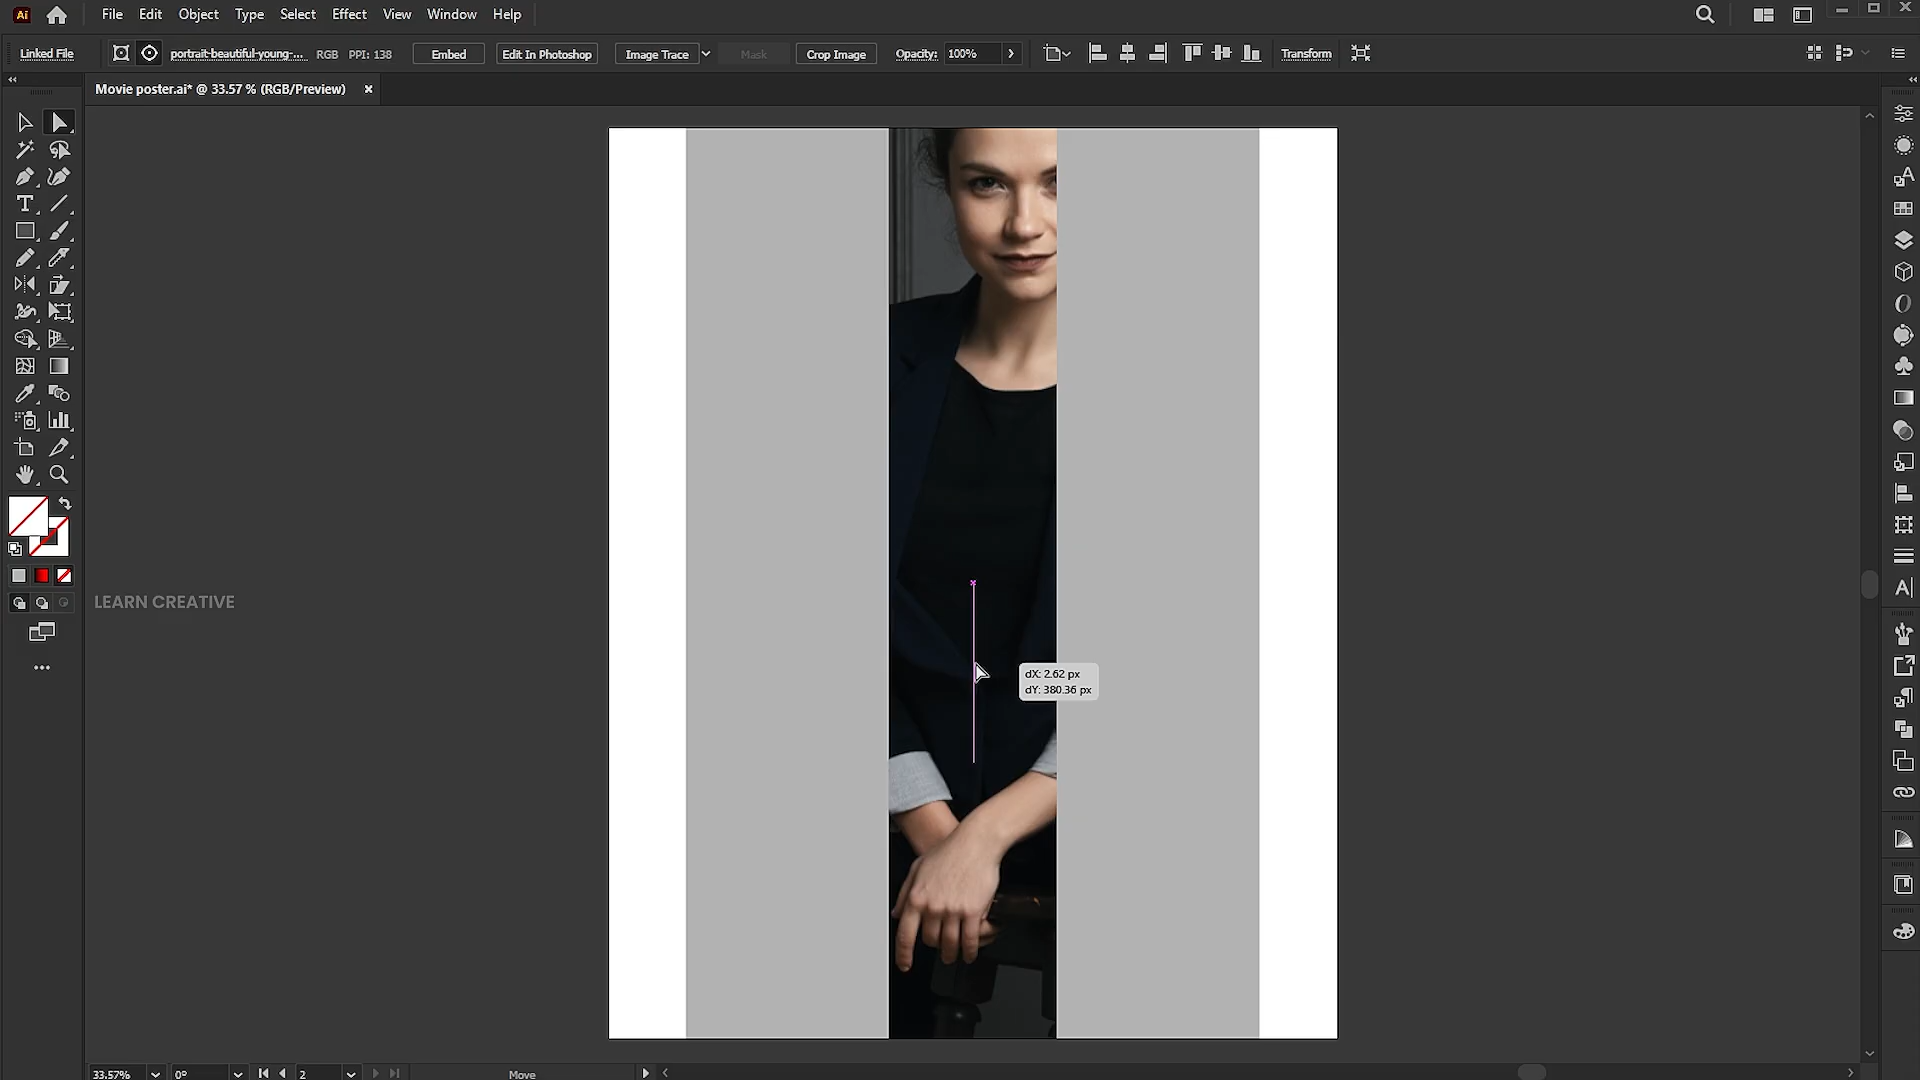 Ai File Edit Object Type Select Effect View Window Help
Linked File portrait-beautiful-young-... RGB PPI: 138 Embed Edit In Photoshop Image Trace Mask Crop Image Opacity: 100% Transform
Movie poster.ai* @ 33.57 % (RGB/Preview)
LEARN CREATIVE
dX: 2.62 px
dY: 380.36 px
33.57% 0° 2 Move